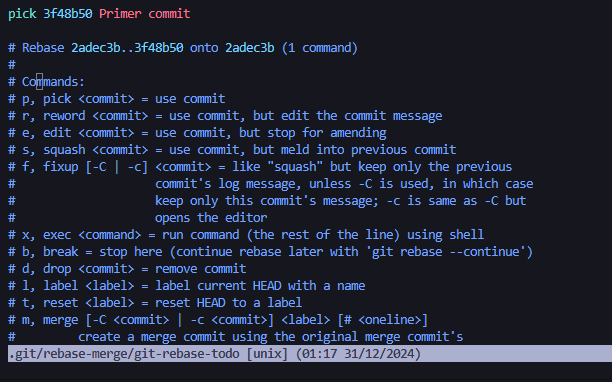 pick 3f48b50 Primer commit
# Rebase 2adec3b..3f48b50 onto 2adec3b (1 command)
#
# Commands:
# p, pick <commit> = use commit
# r, reword <commit> = use commit, but edit the commit message
# e, edit <commit> = use commit, but stop for amending
# s, squash <commit> = use commit, but meld into previous commit
# f, fixup [-C | -c] <commit> = like "squash" but keep only the previous
#                    commit's log message, unless -C is used, in which case
#                    keep only this commit's message; -c is same as -C but
#                    opens the editor
# x, exec <command> = run command (the rest of the line) using shell
# b, break = stop here (continue rebase later with 'git rebase --continue')
# d, drop <commit> = remove commit
# l, label <label> = label current HEAD with a name
# t, reset <label> = reset HEAD to a label
# m, merge [-C <commit> | -c <commit>] <label> [# <oneline>]
#         create a merge commit using the original merge commit's
.git/rebase-merge/git-rebase-todo [unix] (01:17 31/12/2024)